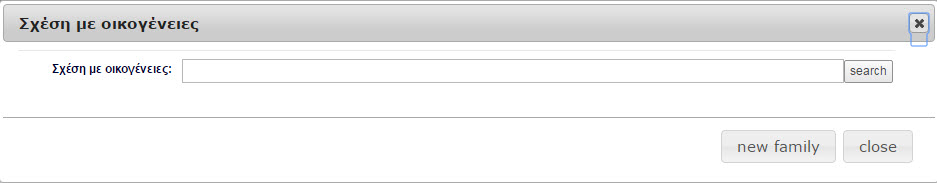 Σχέση με οικογένειες
Σχέση με οικογένειες: search
new family close